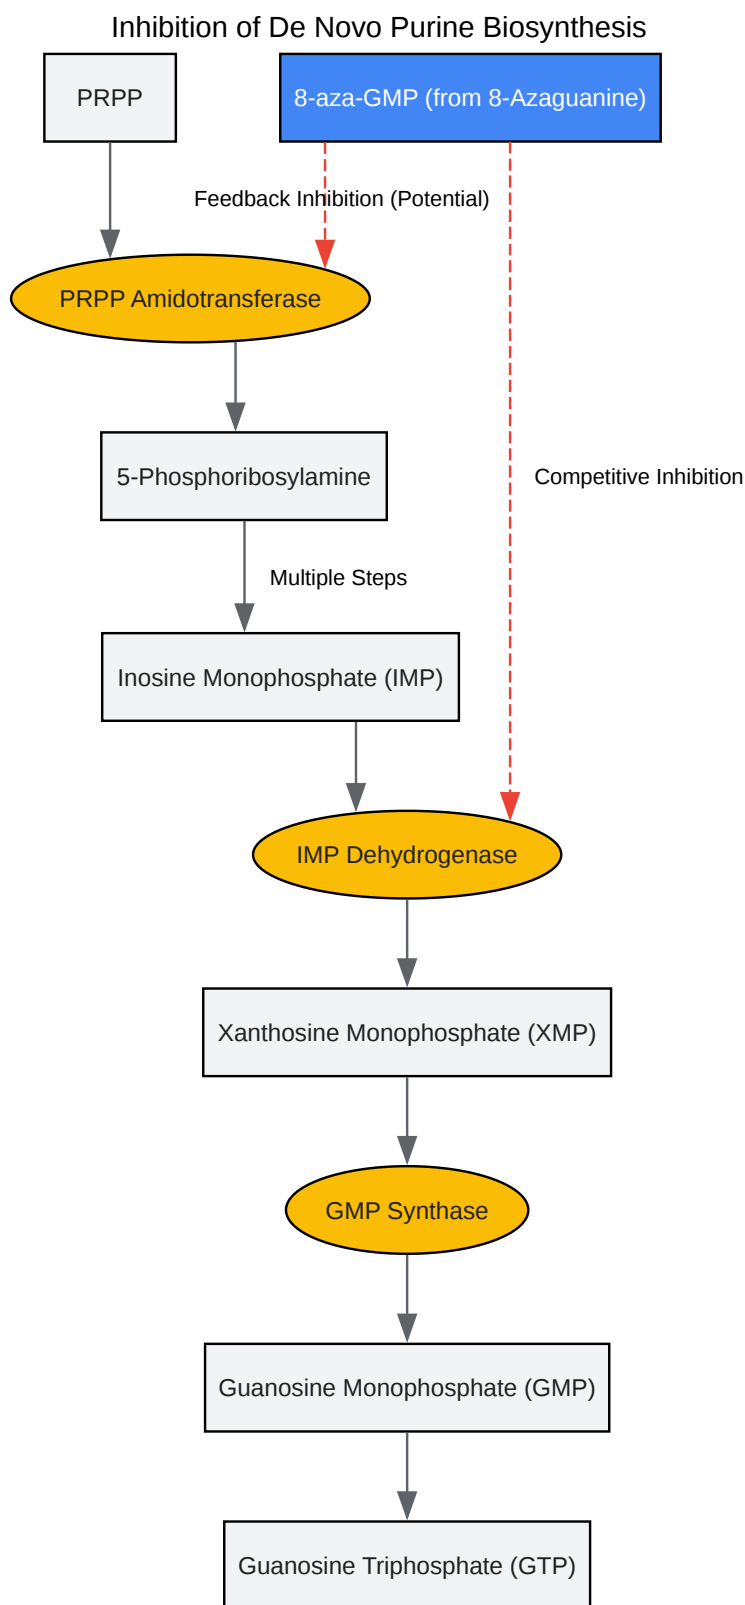 Inhibition of De Novo Purine Biosynthesis
PRPP
8-aza-GMP (from 8-Azaguanine)
Feedback Inhibition (Potential)
PRPP Amidotransferase
5-Phosphoribosylamine
Competitive Inhibition
Multiple Steps
Inosine Monophosphate (IMP)
IMP Dehydrogenase
Xanthosine Monophosphate (XMP)
GMP Synthase
Guanosine Monophosphate (GMP)
Guanosine Triphosphate (GTP)